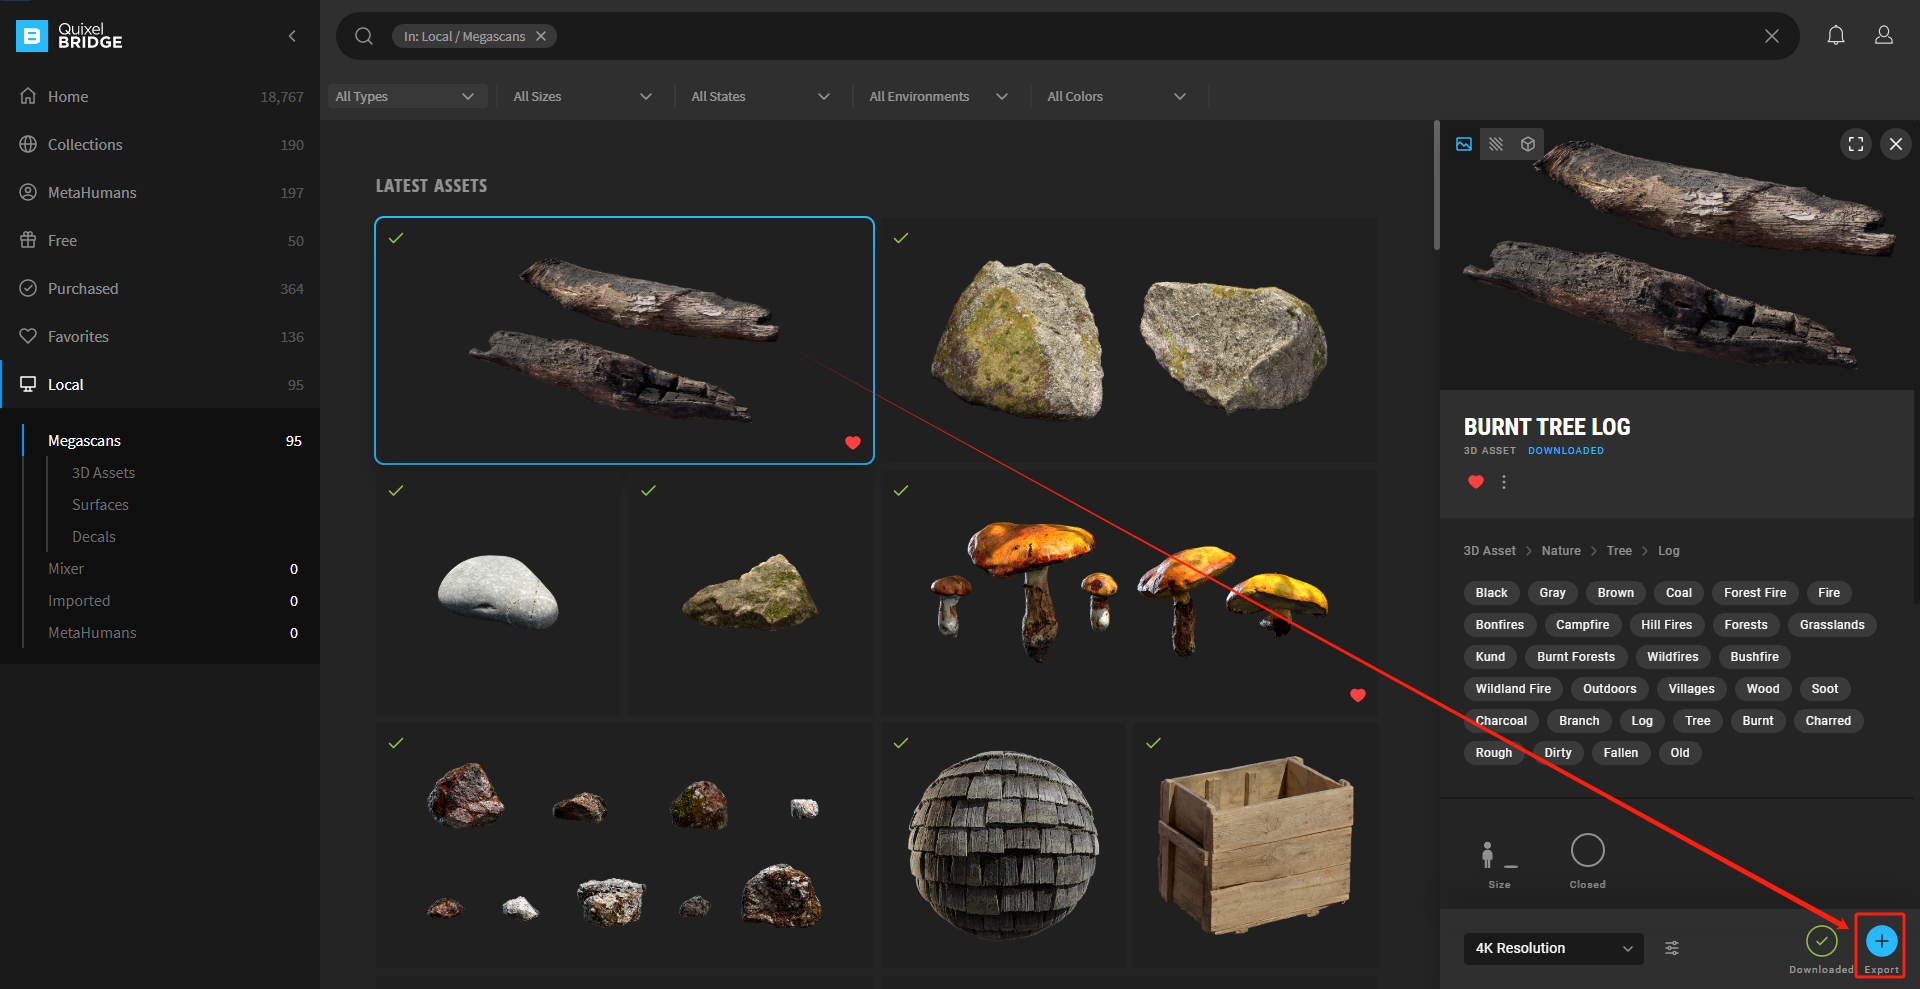 Quixel
BRIDGE
In: Local / Megascans
Home 18,767
Collections 190
MetaHumans 197
Free 50
Purchased 364
Favorites 136
Local 95
Megascans 95
3D Assets
Surfaces
Decals
Mixer 0
Imported 0
MetaHumans 0
All Types All Sizes All States All Environments All Colors
LATEST ASSETS
BURNT TREE LOG
3D ASSET DOWNLOADED
3D Asset > Nature > Tree > Log
Black Gray Brown Coal Forest Fire Fire
Bonfires Campfire Hill Fires Forests Grasslands
Kund Burnt Forests Wildfires Bushfire
Wildland Fire Outdoors Villages Wood Soot
Charcoal Branch Log Tree Burnt Charred
Rough Dirty Fallen Old
Size Closed
4K Resolution
Downloaded Export